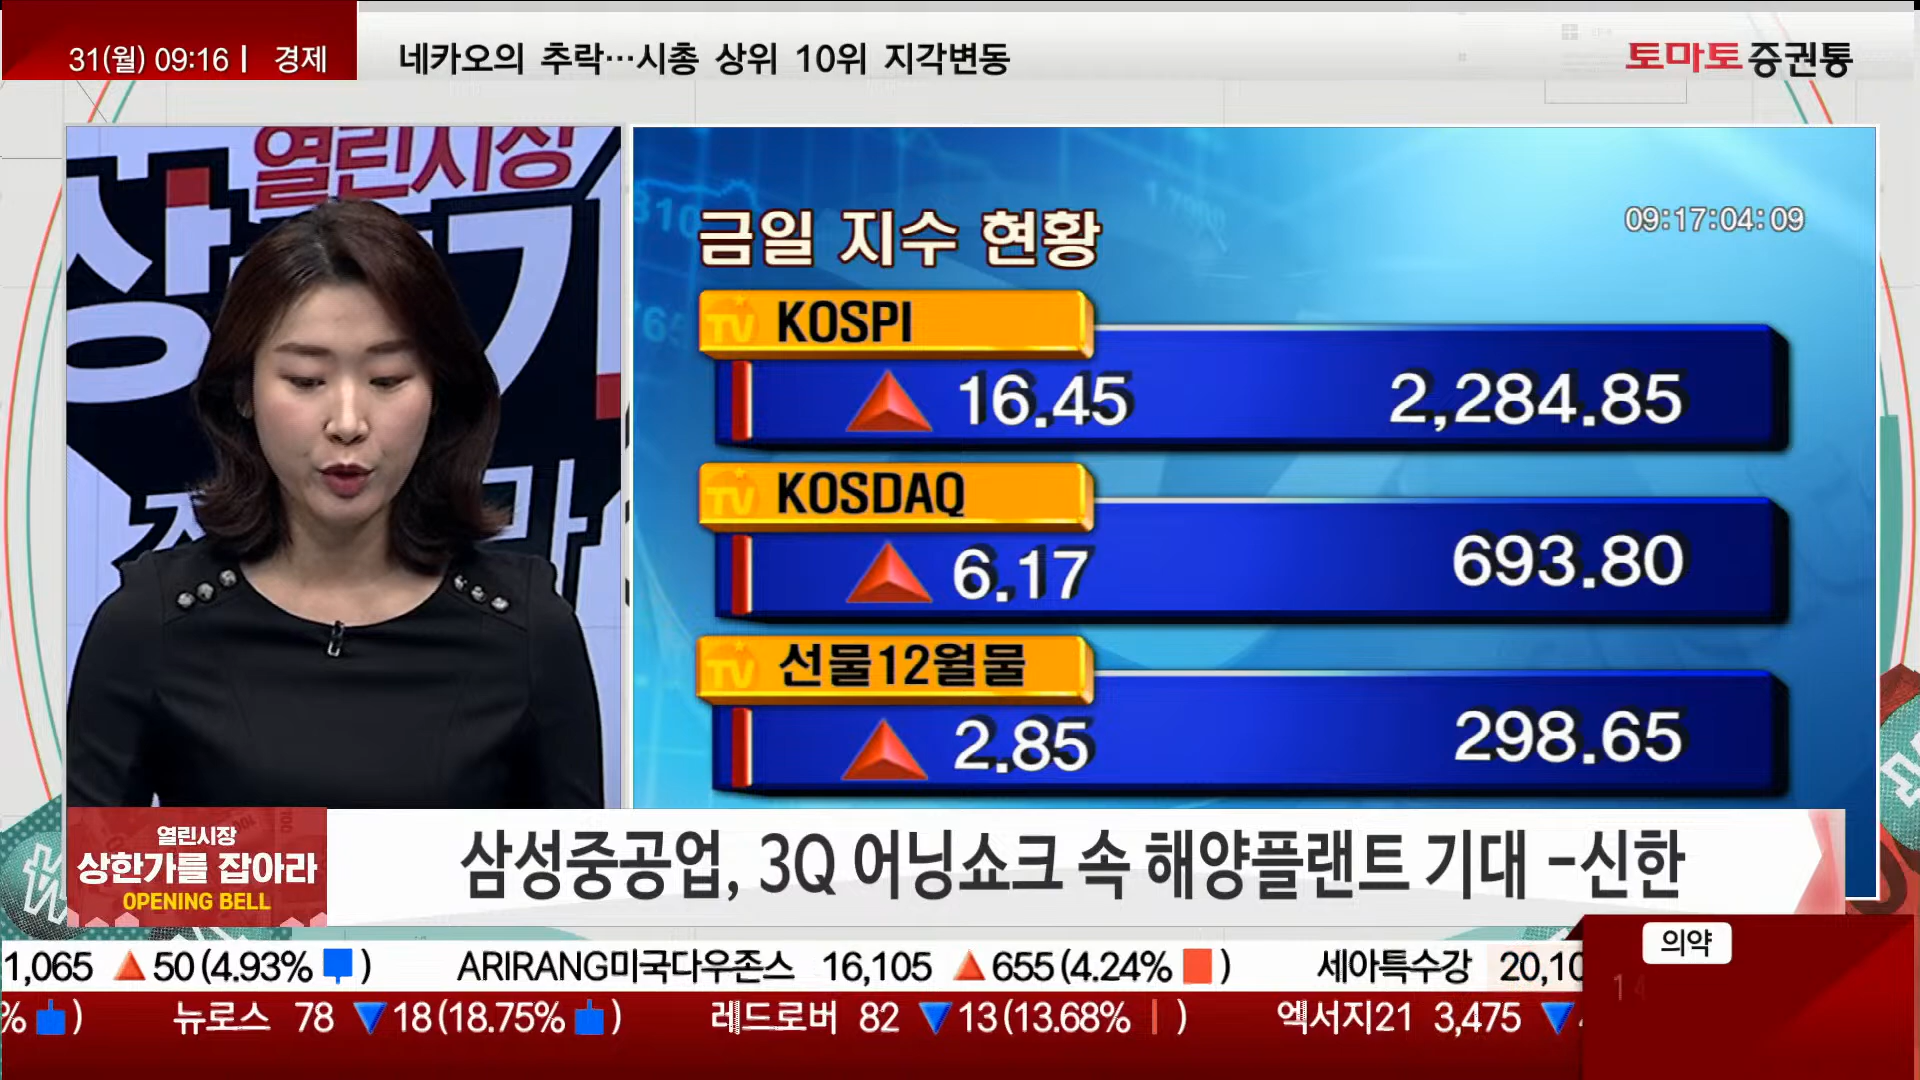 31(월) 09:16 | 경제
네카오의 추락…시총 상위 10위 지각변동
토마토증권통
열린시장
금일 지수 현황
09:17:04:09
TV KOSPI
▲ 16.45 2,284.85
TV KOSDAQ
▲ 6.17 693.80
TV 선물12월물
▲ 2.85 298.65
열린시장
상한가를 잡아라
OPENING BELL
삼성중공업, 3Q 어닝쇼크 속 해양플랜트 기대 -신한
1,065 ▲50(4.93% ) ARIRANG미국다우존스 16,105 ▲655(4.24% ) 세아특수강 20,10
의약
% ) 뉴로스 78 ▼18(18.75% ) 레드로버 82 ▼13(13.68% ) 엑서지21 3,475 ▼